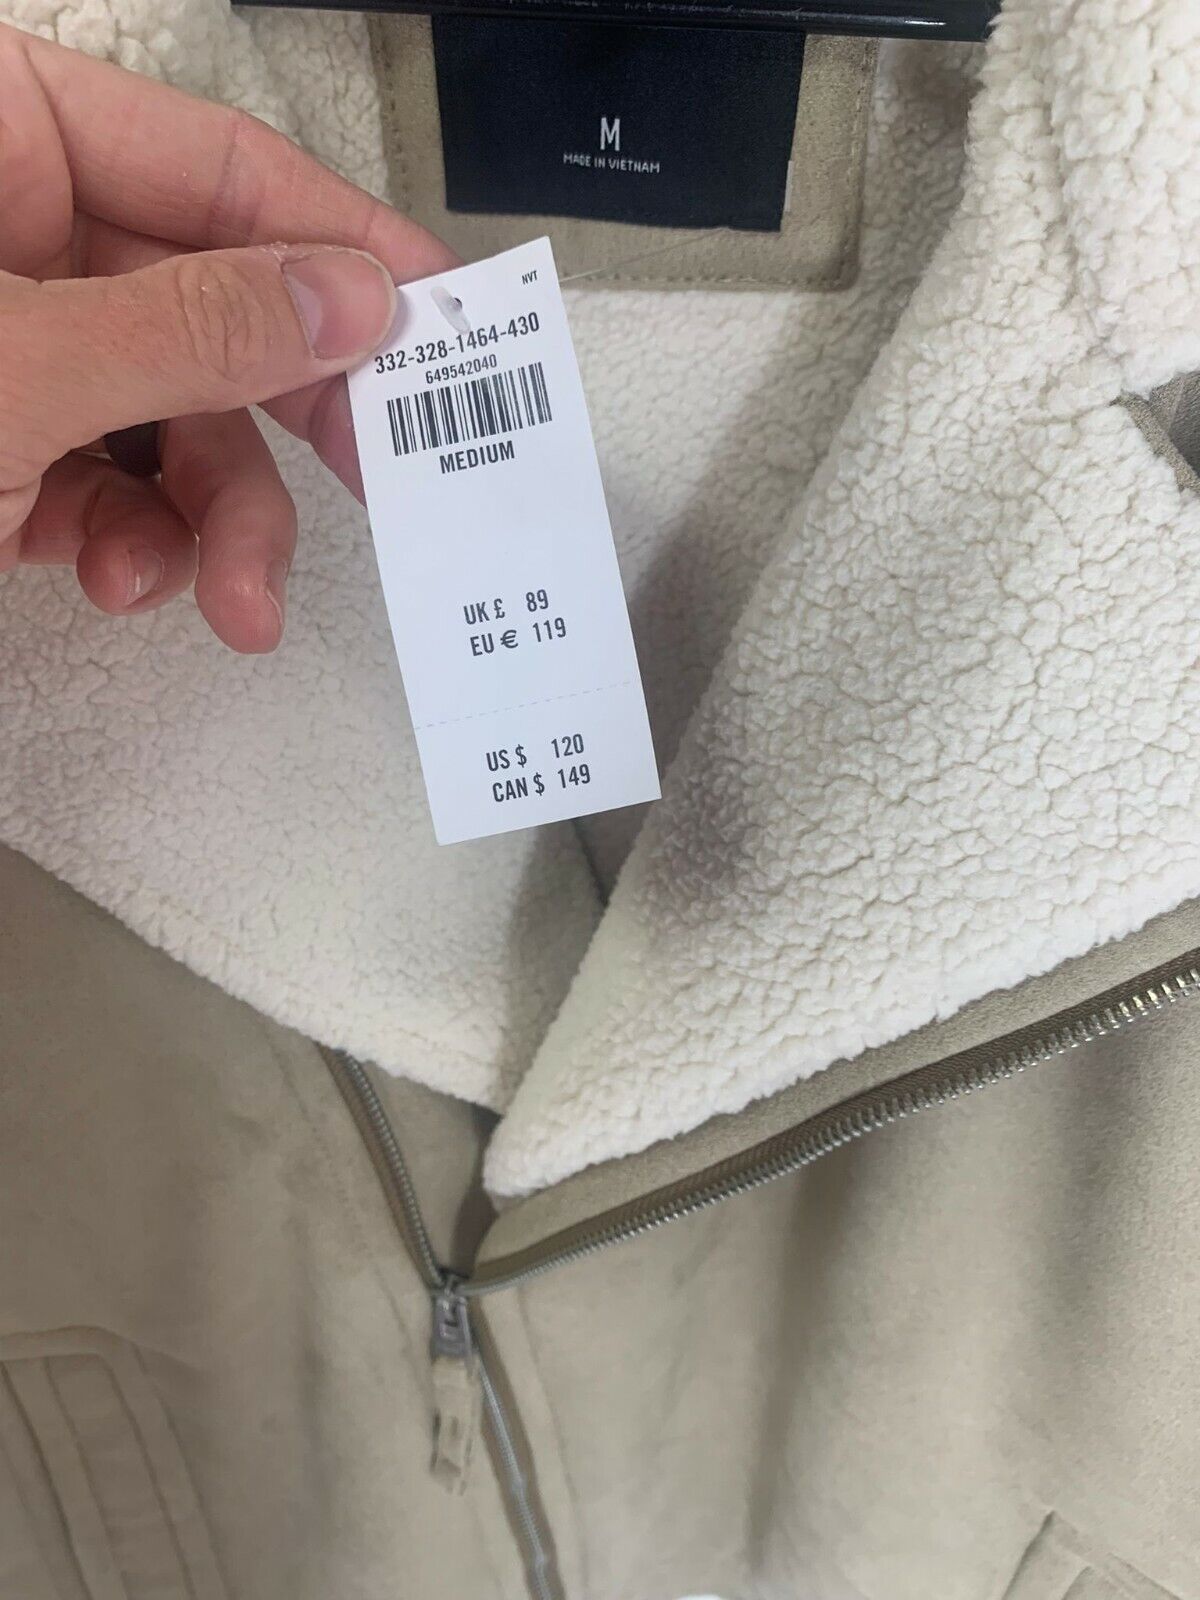 M
MADE IN VIETNAM
NVT
332-328-1464-430
649542040
MEDIUM
UK £ 89
EU € 119
US $ 120
CAN $ 149